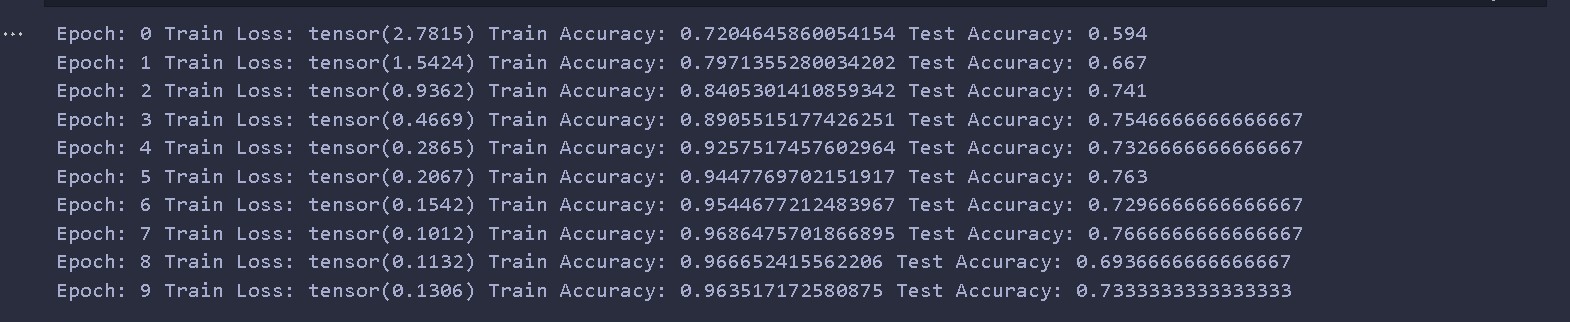 ... Epoch: 0 Train Loss: tensor(2.7815) Train Accuracy: 0.7204645860054154 Test Accuracy: 0.594
Epoch: 1 Train Loss: tensor(1.5424) Train Accuracy: 0.7971355280034202 Test Accuracy: 0.667
Epoch: 2 Train Loss: tensor(0.9362) Train Accuracy: 0.8405301410859342 Test Accuracy: 0.741
Epoch: 3 Train Loss: tensor(0.4669) Train Accuracy: 0.8905515177426251 Test Accuracy: 0.7546666666666667
Epoch: 4 Train Loss: tensor(0.2865) Train Accuracy: 0.9257517457602964 Test Accuracy: 0.7326666666666667
Epoch: 5 Train Loss: tensor(0.2067) Train Accuracy: 0.9447769702151917 Test Accuracy: 0.763
Epoch: 6 Train Loss: tensor(0.1542) Train Accuracy: 0.9544677212483967 Test Accuracy: 0.7296666666666667
Epoch: 7 Train Loss: tensor(0.1012) Train Accuracy: 0.9686475701866895 Test Accuracy: 0.7666666666666667
Epoch: 8 Train Loss: tensor(0.1132) Train Accuracy: 0.966652415562206 Test Accuracy: 0.6936666666666667
Epoch: 9 Train Loss: tensor(0.1306) Train Accuracy: 0.963517172580875 Test Accuracy: 0.7333333333333333